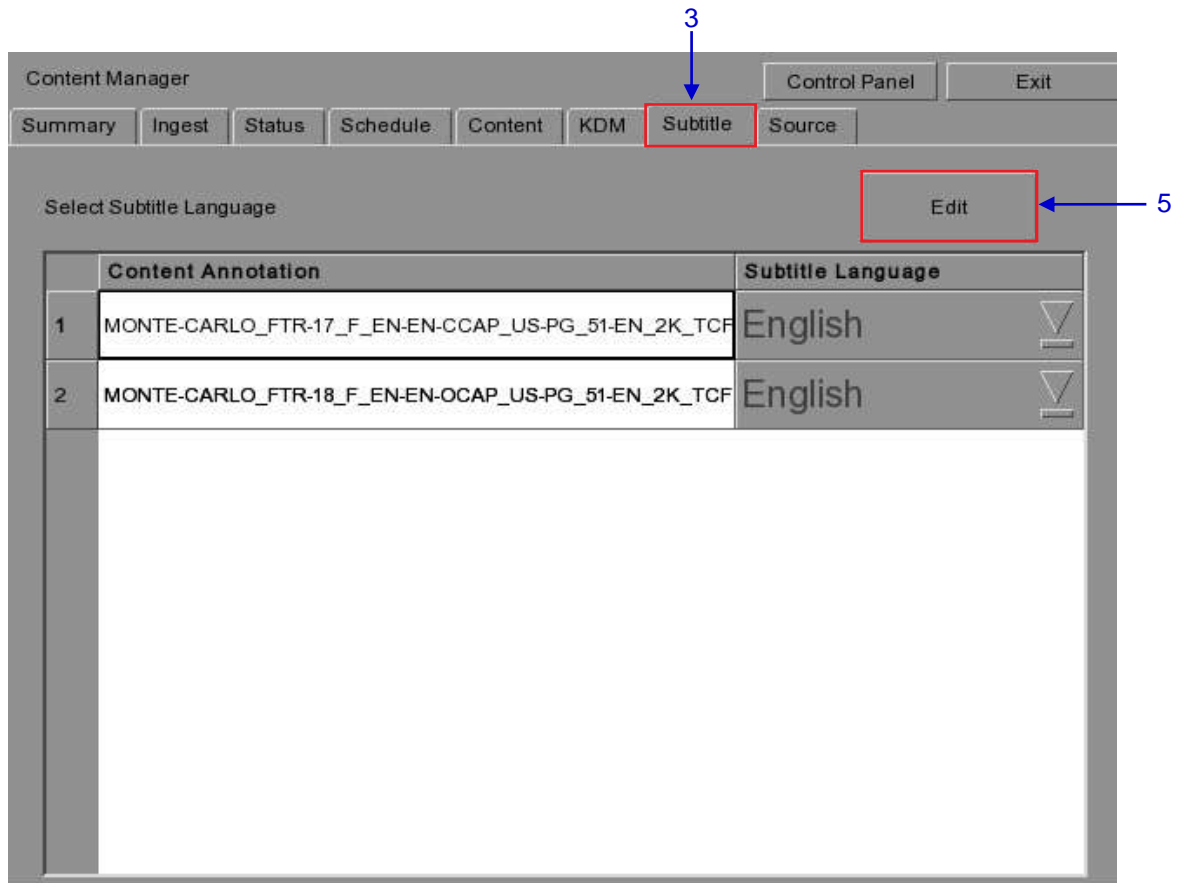 3
Content Manager Control Panel Exit
Summary Ingest Status Schedule Content KDM Subtitle Source
Select Subtitle Language Edit 5
Content Annotation Subtitle Language
1 MONTE-CARLO_FTR-17_F_EN-EN-CCAP_US-PG_51-EN_2K_TCF English
2 MONTE-CARLO_FTR-18_F_EN-EN-OCAP_US-PG_51-EN_2K_TCF English